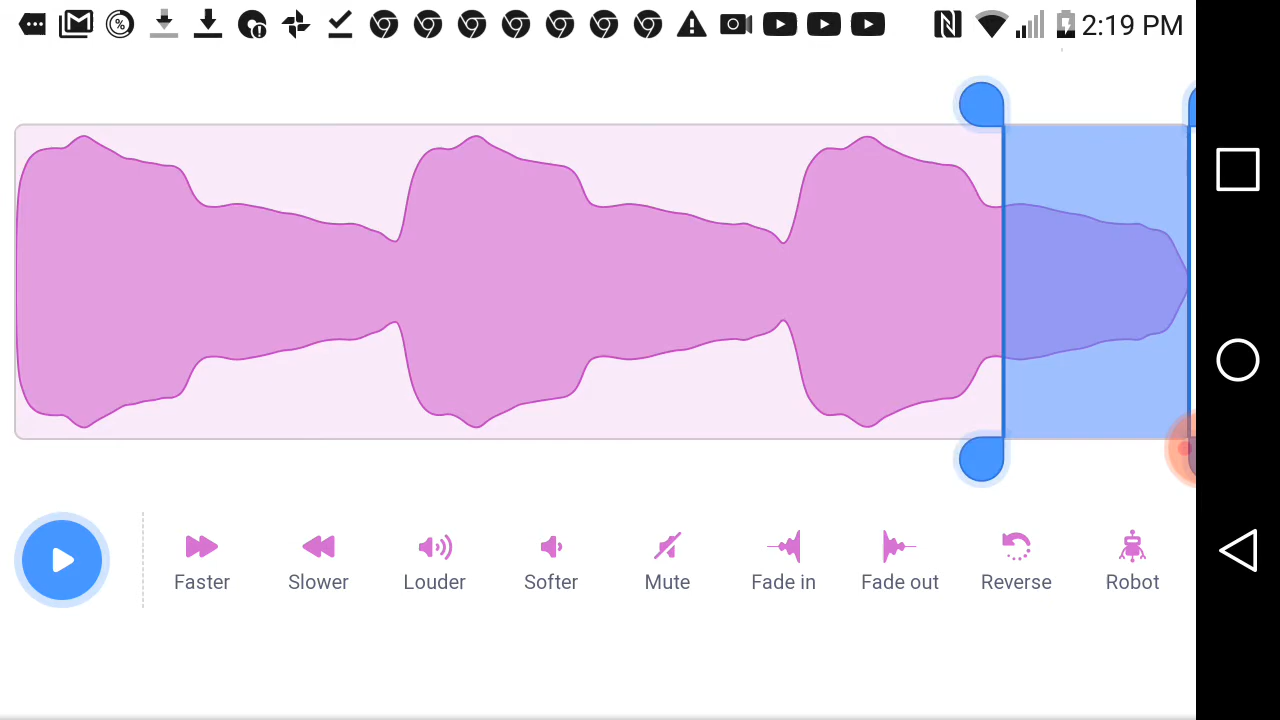 2:19 PM
Faster
Slower
Louder
Softer
Mute
Fade in
Fade out
Reverse
Robot